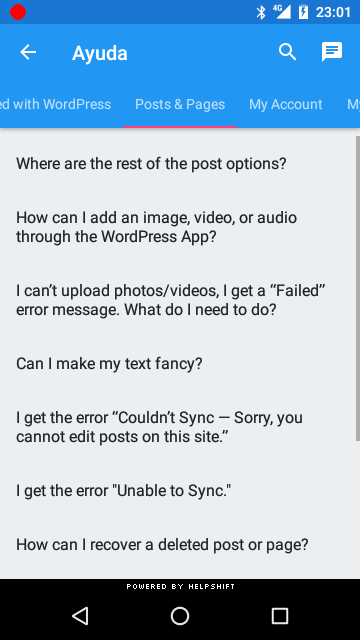 4G 23:01
Ayuda
ed with WordPress Posts & Pages My Account My
Where are the rest of the post options?
How can I add an image, video, or audio
through the WordPress App?
I can’t upload photos/videos, I get a “Failed”
error message. What do I need to do?
Can I make my text fancy?
I get the error “Couldn’t Sync — Sorry, you
cannot edit posts on this site.”
I get the error "Unable to Sync."
How can I recover a deleted post or page?
POWERED BY HELPSHIFT